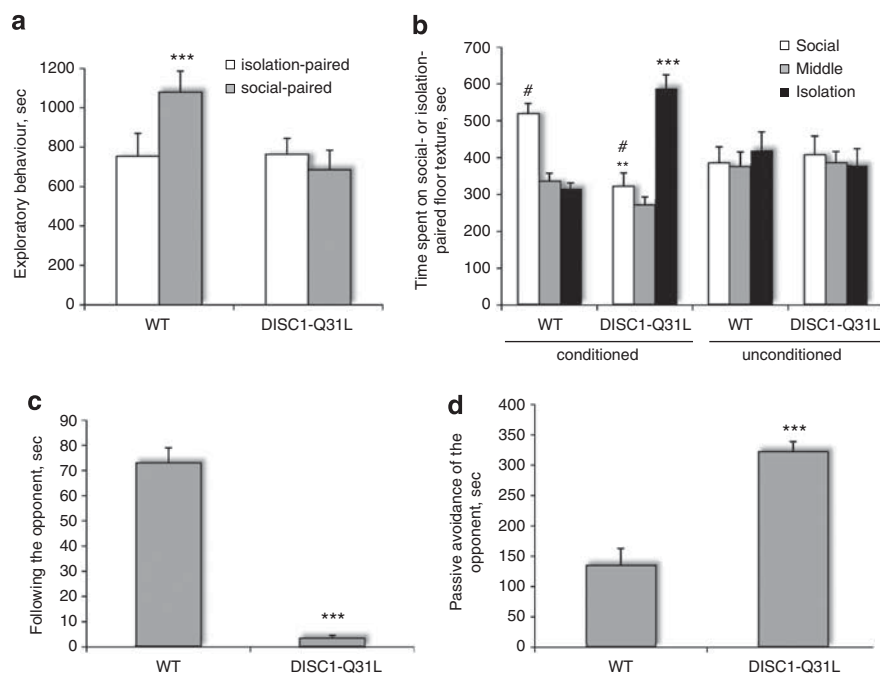 a
Exploratory behaviour, sec
1200
1000
800
600
400
200
0
***
isolation-paired
social-paired
WT
DISC1-Q31L
b
Time spent on social- or isolation-
paired floor texture, sec
700
600
500
400
300
200
100
0
#
#
**
***
Social
Middle
Isolation
WT
DISC1-Q31L
WT
DISC1-Q31L
conditioned
unconditioned
c
Following the opponent, sec
90
80
70
60
50
40
30
20
10
0
***
WT
DISC1-Q31L
d
Passive avoidance of the
opponent, sec
400
350
300
250
200
150
100
50
0
***
WT
DISC1-Q31L